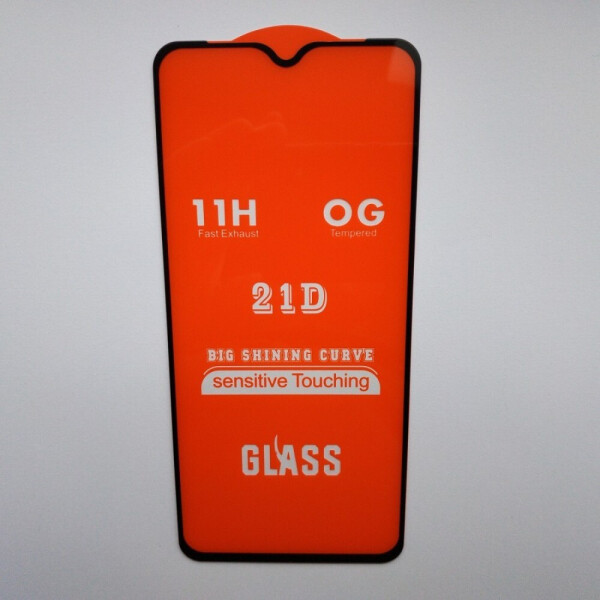 11H OG
Fast Exhaust Tempered
21D
BIG SHINING CURVE
sensitive Touching
GLASS